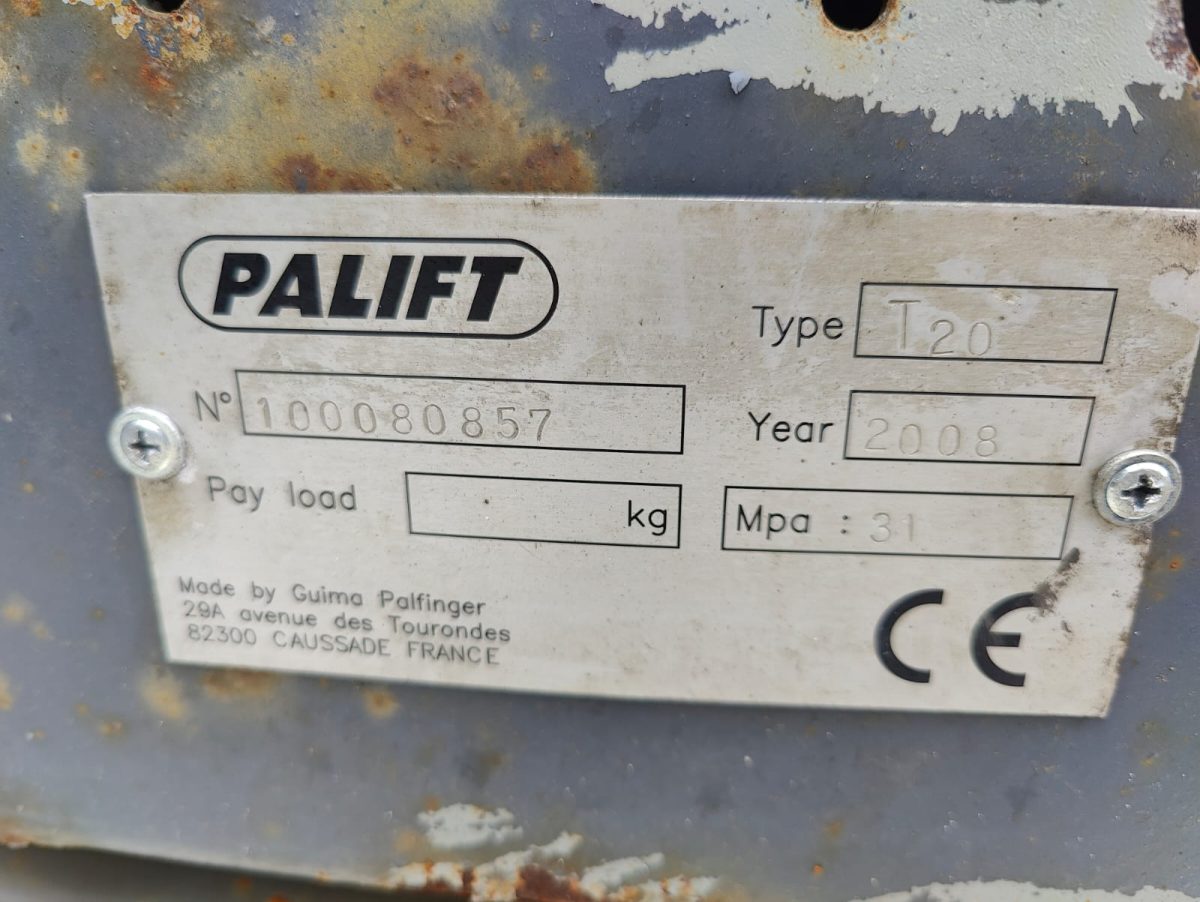 PALIFT
Type T20
N° 100080857
Year 2008
Pay load kg
Mpa : 31
Made by Guima Palfinger
29A avenue des Tourondes
82300 CAUSSADE FRANCE
CE